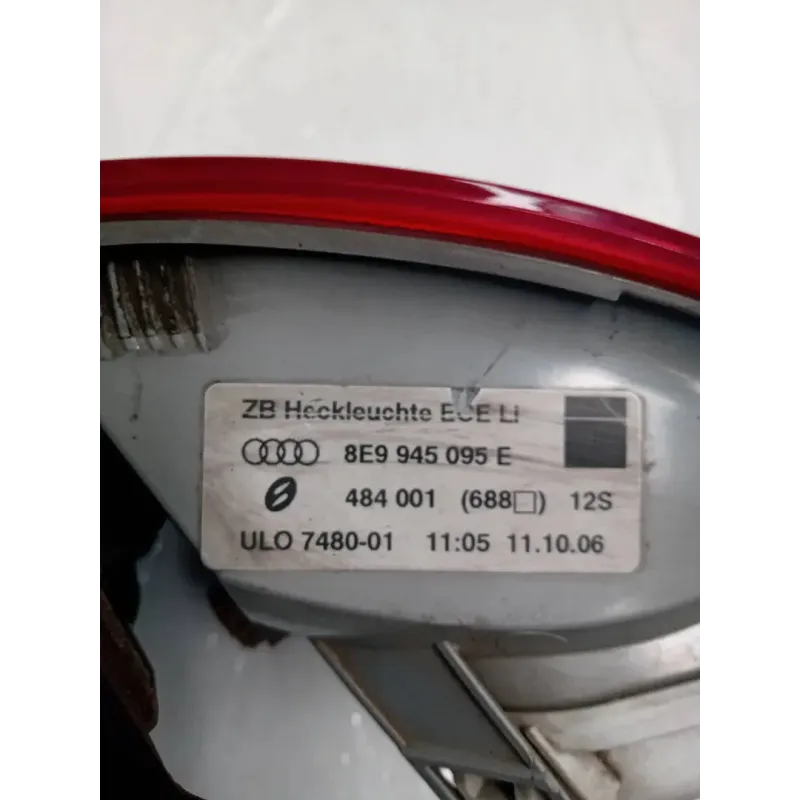 ZB Heckleuchte ECE Li
8E9 945 095 E
484 001 (688□) 12S
ULO 7480-01 11:05 11.10.06